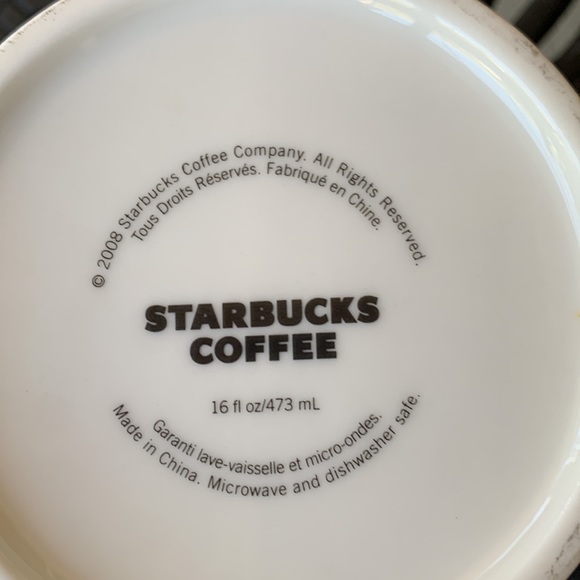 © 2008 Starbucks Coffee Company. All Rights Reserved.
Tous Droits Réservés. Fabriqué en Chine.
STARBUCKS
COFFEE
16 fl oz/473 mL
Garanti lave-vaisselle et micro-ondes.
Made in China. Microwave and dishwasher safe.